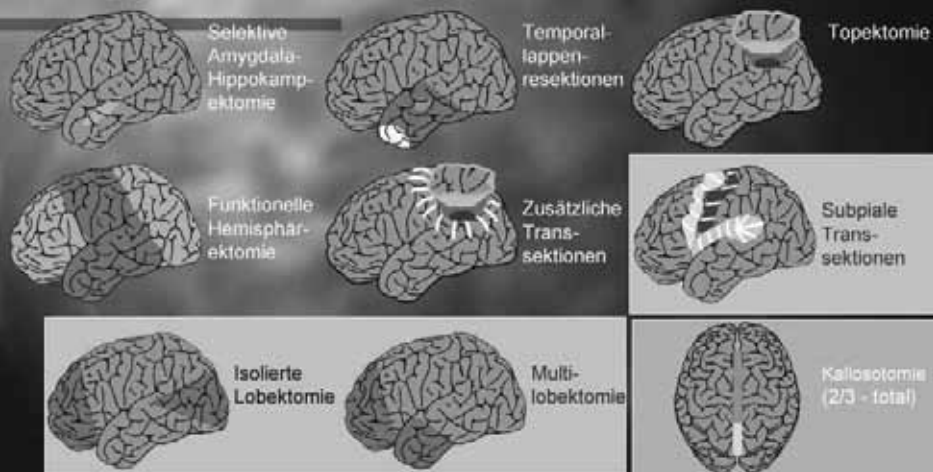 Selektive
Amygdala-
Hippokamp-
ektomie
Temporal-
lappen-
resektionen
Topektomie
Funktionelle
Hemisphär-
ektomie
Zusätzliche
Trans-
sektionen
Subpiale
Trans-
sektionen
Isolierte
Lobektomie
Multi-
lobektomie
Kallosotomie
(2/3 - total)